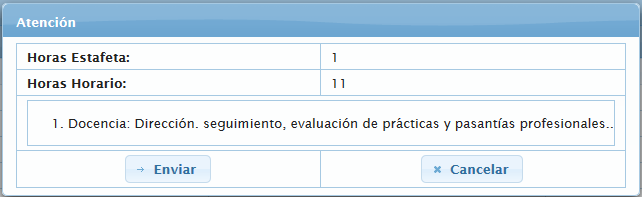 Atención
Horas Estafeta: 1
Horas Horario: 11
1. Docencia: Dirección. seguimiento, evaluación de prácticas y pasantías profesionales..
Enviar Cancelar